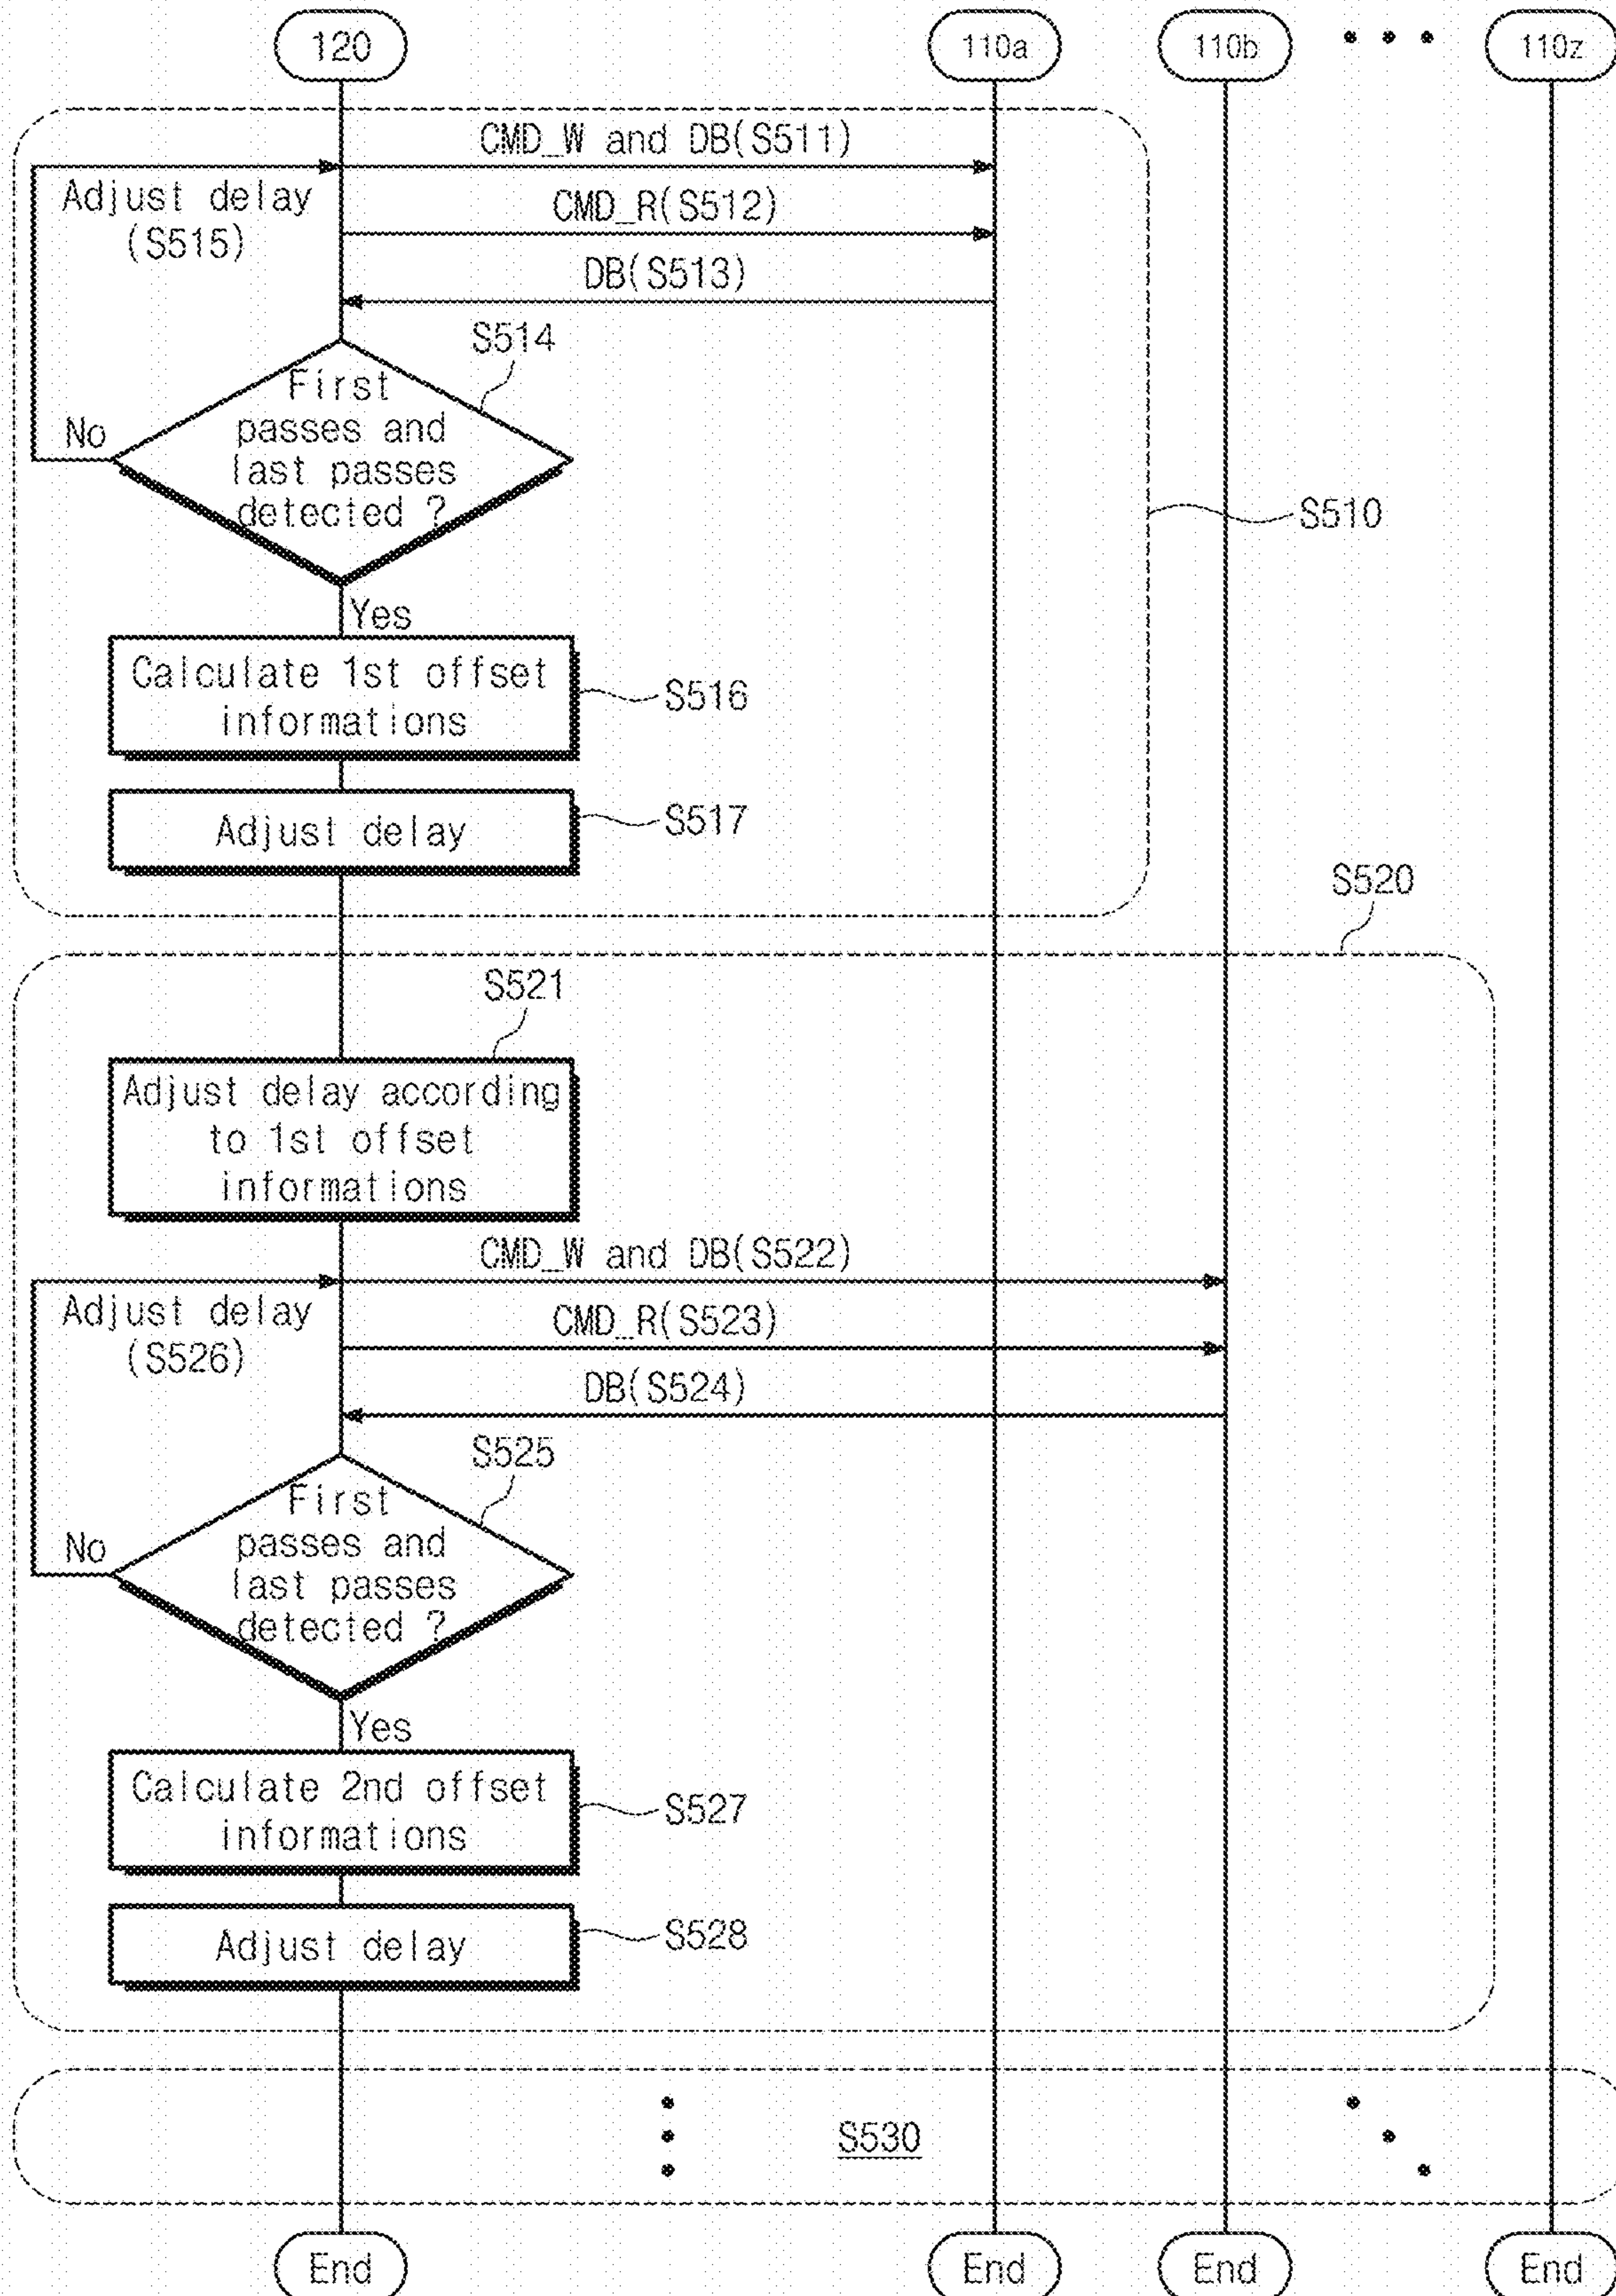 120
110a
110b
110z
CMD_W and DB(S511)
Adjust delay
(S515)
CMD_R(S512)
DB(S513)
S514
First
passes and
last passes
detected ?
No
S510
Yes
Calculate 1st offset
informations
S516
Adjust delay
S517
S520
S521
Adjust delay according
to 1st offset
informations
CMD_W and DB(S522)
Adjust delay
(S526)
CMD_R(S523)
DB(S524)
S525
First
passes and
last passes
detected ?
No
Yes
Calculate 2nd offset
informations
S527
Adjust delay
S528
S530
End
End
End
End